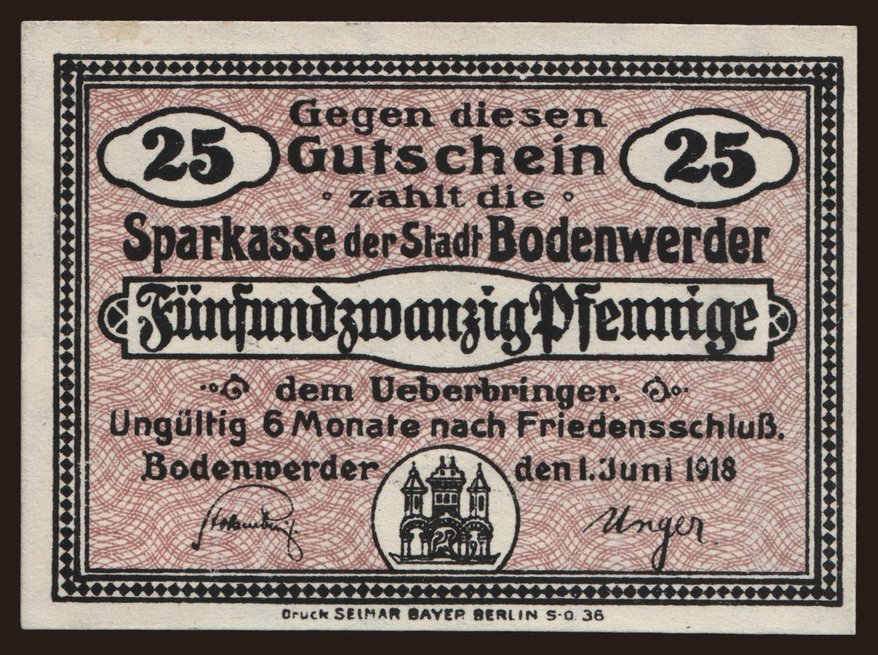 Gegen diesen
25 Gutschein 25
zahlt die
Sparkasse der Stadt Bodenwerder
Fünfundzwanzig Pfennige
dem Ueberbringer.
Ungültig 6 Monate nach Friedensschluß.
Bodenwerder den 1. Juni 1918
Unger.
Druck SELMAR BAYER BERLIN S-O 36